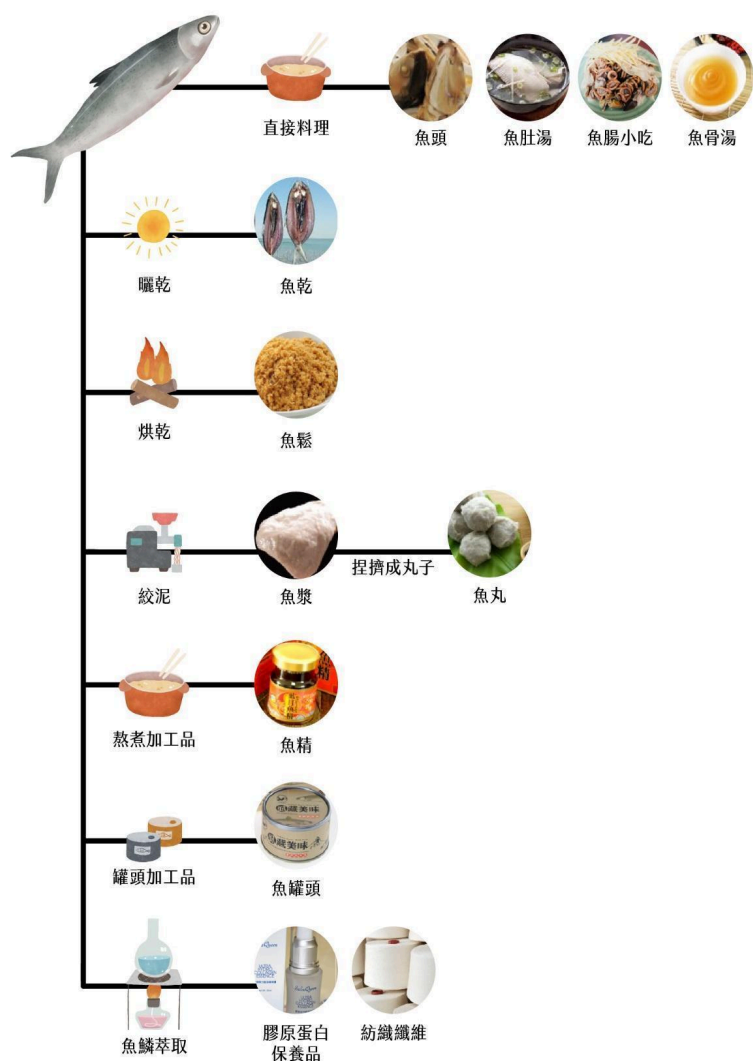 直接料理
魚頭
魚肚湯
魚腸小吃
魚骨湯
曬乾
魚乾
烘乾
魚鬆
絞泥
魚漿
捏擠成丸子
魚丸
熬煮加工品
魚精
罐頭加工品
魚罐頭
魚鱗萃取
膠原蛋白
保養品
紡織纖維